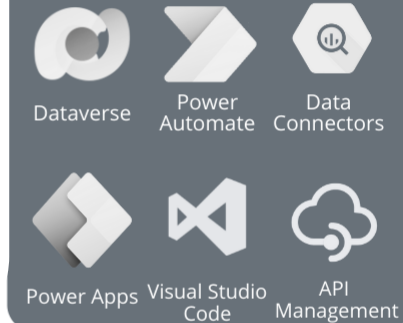 Dataverse
Power
Automate
Data
Connectors
Power Apps
Visual Studio
Code
API
Management